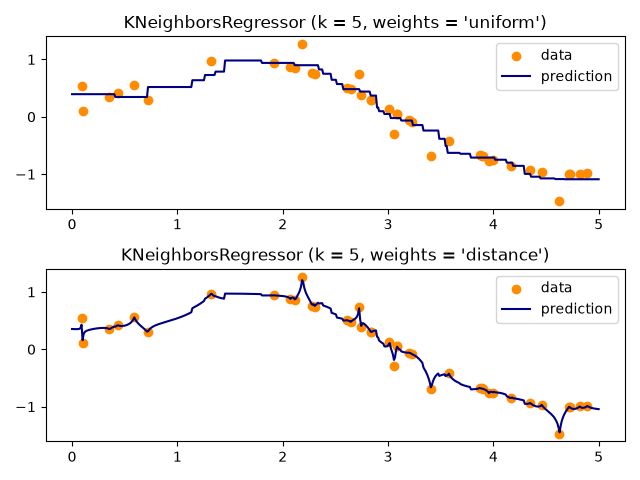 KNeighborsRegressor (k = 5, weights = 'uniform')
1
0
−1
data
prediction
0 1 2 3 4 5
KNeighborsRegressor (k = 5, weights = 'distance')
1
0
−1
data
prediction
0 1 2 3 4 5